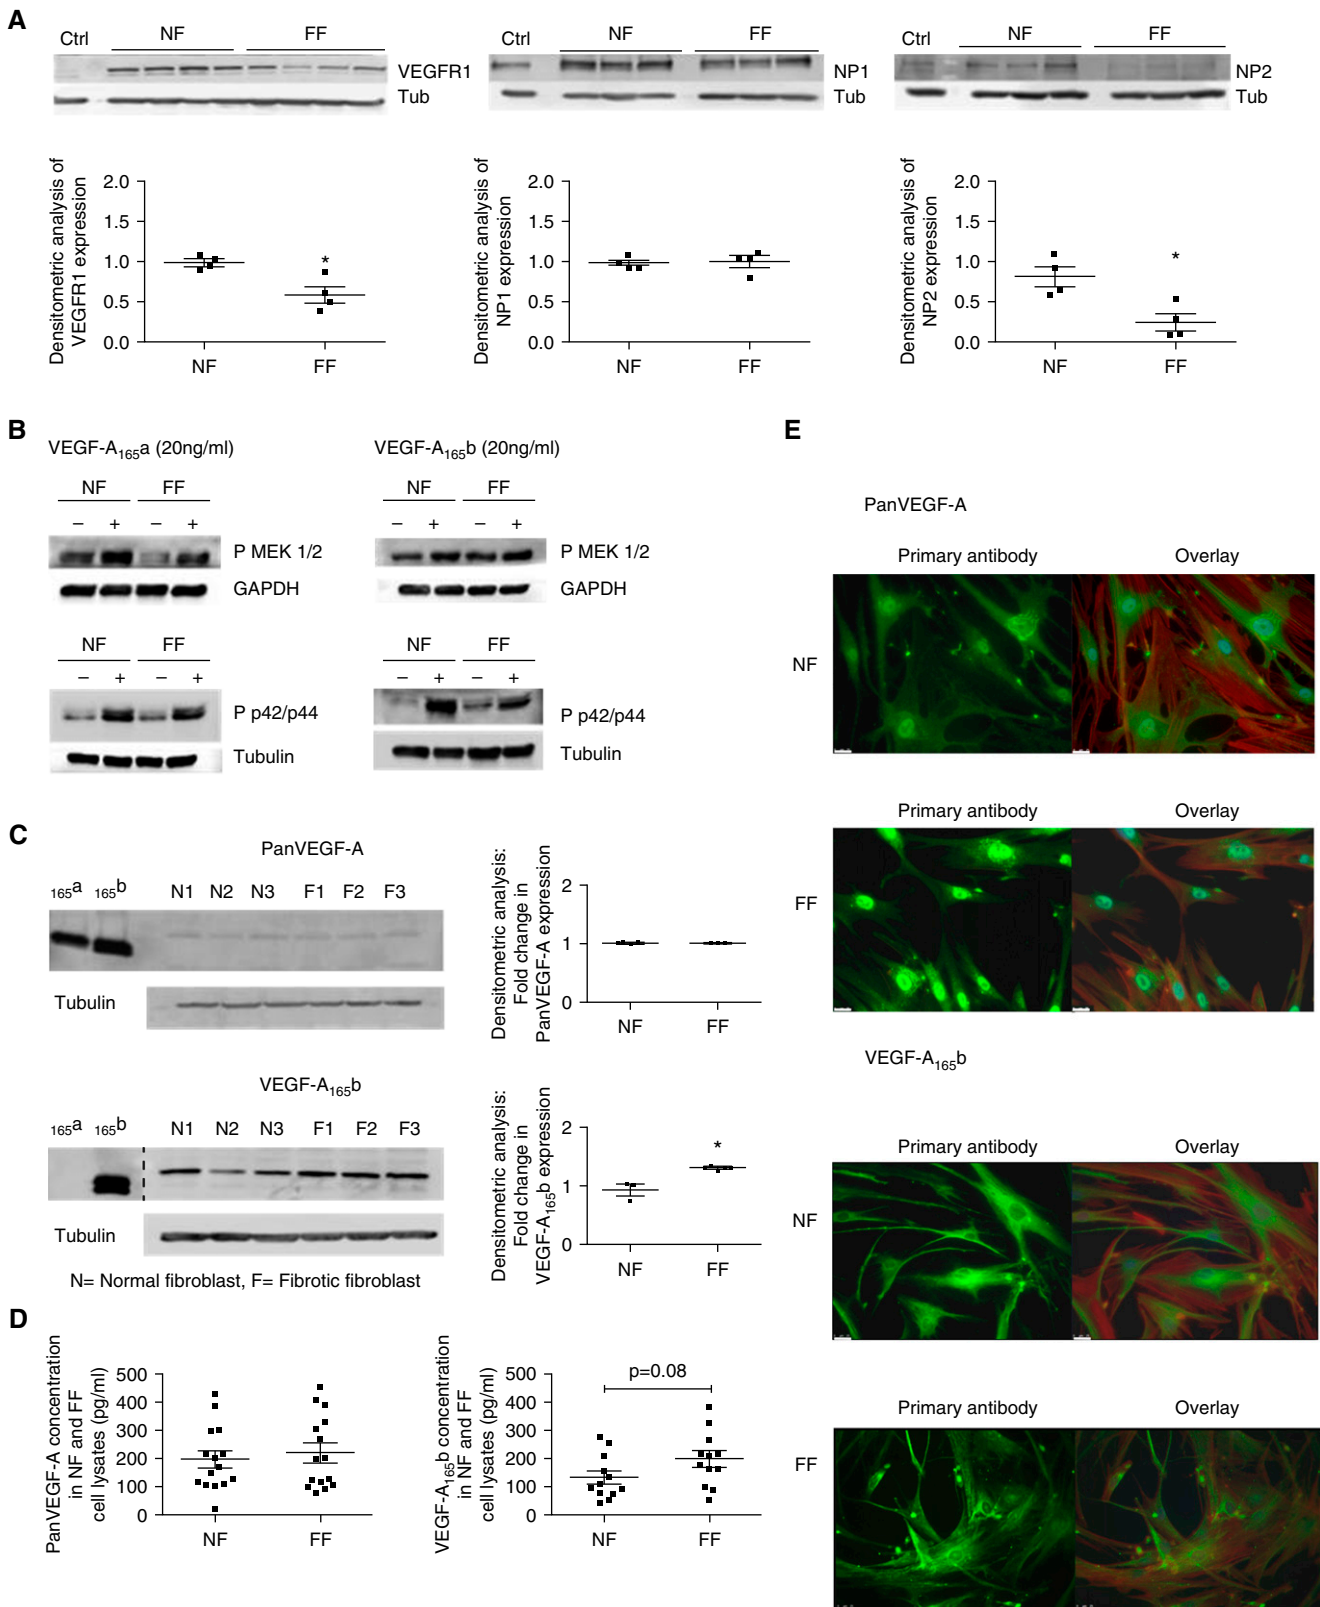 A
Ctrl NF FF
VEGFR1
Tub
Ctrl NF FF
NP1
Tub
Ctrl NF FF
NP2
Tub
Densitometric analysis of
VEGFR1 expression
2.0
1.5
1.0
0.5
0.0
*
NF FF
Densitometric analysis of
NP1 expression
2.0
1.5
1.0
0.5
0.0
NF FF
Densitometric analysis of
NP2 expression
2.0
1.5
1.0
0.5
0.0
*
NF FF
B
VEGF-A₁₆₅a (20ng/ml)
NF FF
– + – +
P MEK 1/2
GAPDH
NF FF
– + – +
P p42/p44
Tubulin
VEGF-A₁₆₅b (20ng/ml)
NF FF
– + – +
P MEK 1/2
GAPDH
NF FF
– + – +
P p42/p44
Tubulin
C
PanVEGF-A
₁₆₅a ₁₆₅b N1 N2 N3 F1 F2 F3
Tubulin
Densitometric analysis:
Fold change in
PanVEGF-A expression
2
1
0
NF FF
VEGF-A₁₆₅b
₁₆₅a ₁₆₅b N1 N2 N3 F1 F2 F3
Tubulin
N= Normal fibroblast, F= Fibrotic fibroblast
Densitometric analysis:
Fold change in
VEGF-A₁₆₅b expression
2
1
0
*
NF FF
D
PanVEGF-A concentration
in NF and FF
cell lysates (pg/ml)
500
400
300
200
100
0
NF FF
VEGF-A₁₆₅b concentration
in NF and FF
cell lysates (pg/ml)
500
400
300
200
100
0
p=0.08
NF FF
E
PanVEGF-A
Primary antibody Overlay
NF
Primary antibody Overlay
FF
VEGF-A₁₆₅b
Primary antibody Overlay
NF
Primary antibody Overlay
FF